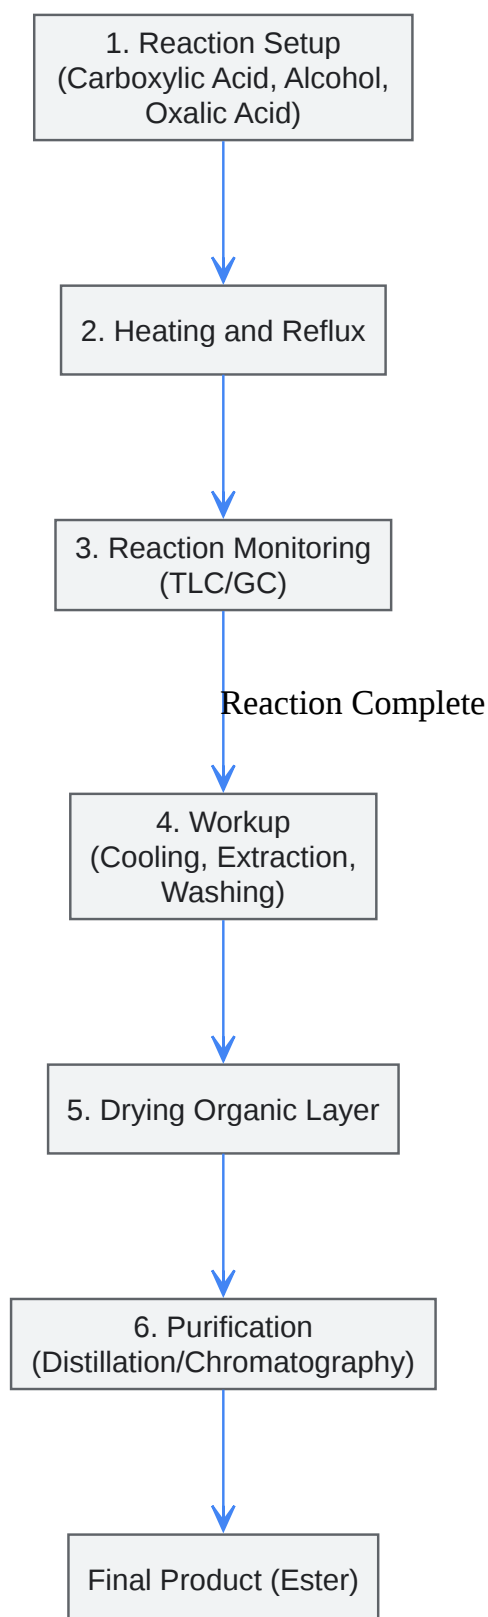 1. Reaction Setup
(Carboxylic Acid, Alcohol,
Oxalic Acid)
2. Heating and Reflux
3. Reaction Monitoring
(TLC/GC)
Reaction Complete
4. Workup
(Cooling, Extraction,
Washing)
5. Drying Organic Layer
6. Purification
(Distillation/Chromatography)
Final Product (Ester)